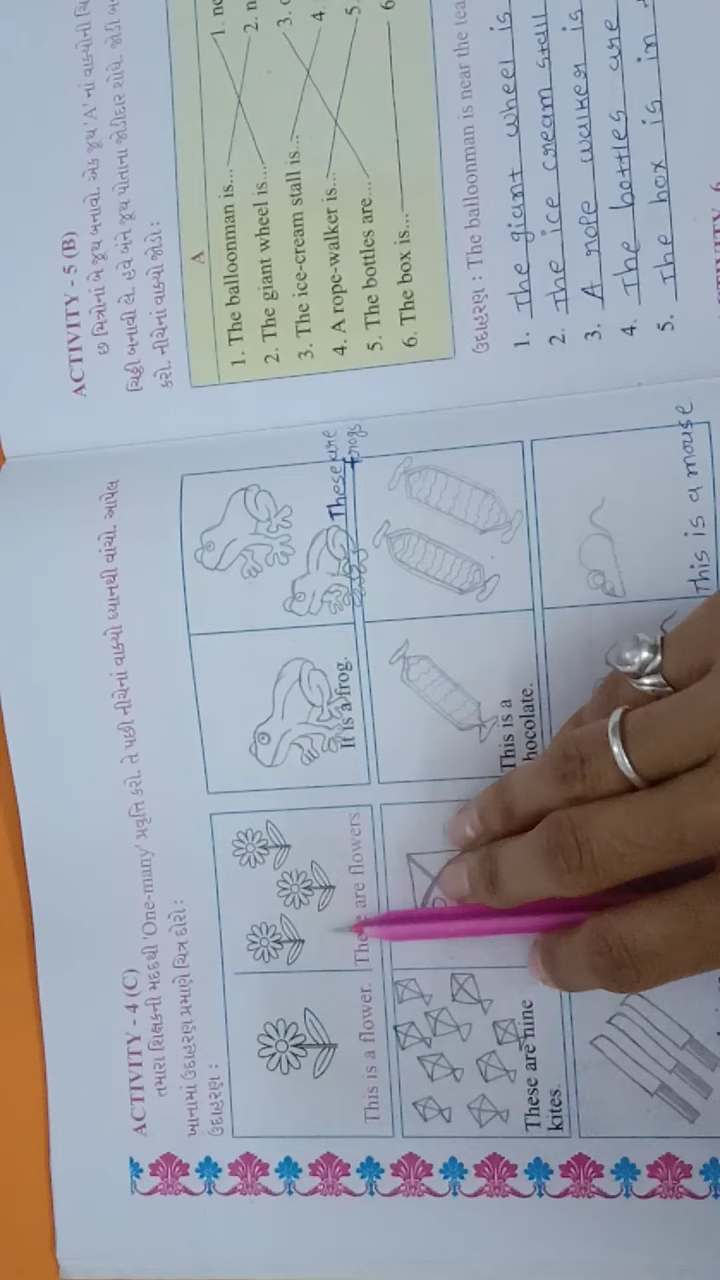 ACTIVITY - 4 (C)
તમારા શિક્ષકની મદદથી 'One-many' પ્રવૃત્તિ કરો. તે પછી નીચેનાં વાક્યો ધ્યાનથી વાંચો. આપેલ
ખાનામાં ઉદાહરણ પ્રમાણે ચિત્ર દોરો :
ઉદાહરણ :
This is a flower.
are flowers
It is a frog.
These are
frogs.
These are nine
kites.
This is a
hocolate.
This is a mouse
ACTIVITY - 5 (B)
છ મિત્રોનાં બે જૂથ બનાવો. એક જૂથ 'A' નાં વાક્યોની
ચિઠ્ઠી બનાવી લે. હવે બંને જૂથ પોતાના જોડીદાર શોધે. જોડી
કરો. નીચેનાં વાક્યો જોડો :
A
1. The balloonman is...
2. The giant wheel is...
3. The ice-cream stall is...
4. A rope-walker is...
5. The bottles are...
6. The box is...
1.
2.
3.
4.
5.
6
ઉદાહરણ : The balloonman is near the
1. The giant wheel is
2. The ice cream stall
3. A rope walker is
4. The bottles are
5. The box is in